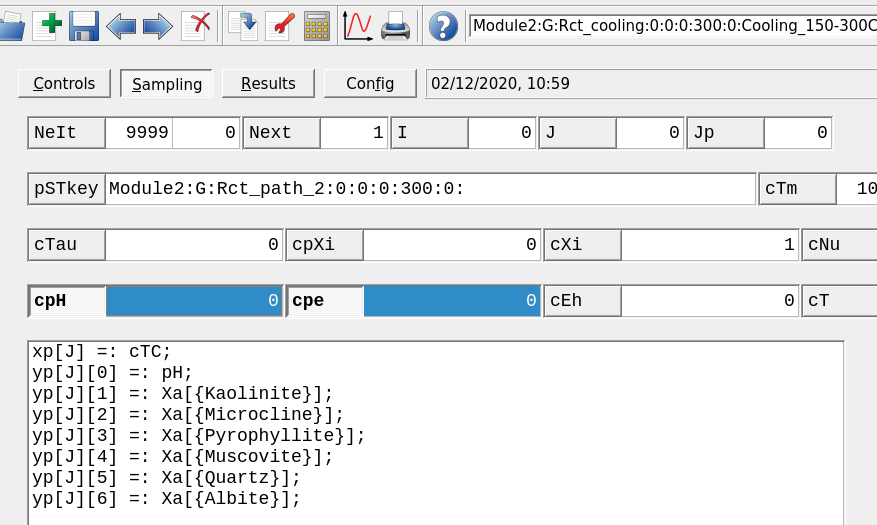 Module2:G:Rct_cooling:0:0:0:300:0:Cooling_150-300C
Controls Sampling Results Config 02/12/2020, 10:59
NeIt 9999 0 Next 1 I 0 J 0 Jp 0
pSTkey Module2:G:Rct_path_2:0:0:0:300:0: cTm 10
cTau 0 cpXi 0 cXi 1 cNu
cpH 0 cpe 0 cEh 0 cT
xp[J] =: cTC;
yp[J][0] =: pH;
yp[J][1] =: Xa[{Kaolinite}];
yp[J][2] =: Xa[{Microcline}];
yp[J][3] =: Xa[{Pyrophyllite}];
yp[J][4] =: Xa[{Muscovite}];
yp[J][5] =: Xa[{Quartz}];
yp[J][6] =: Xa[{Albite}];